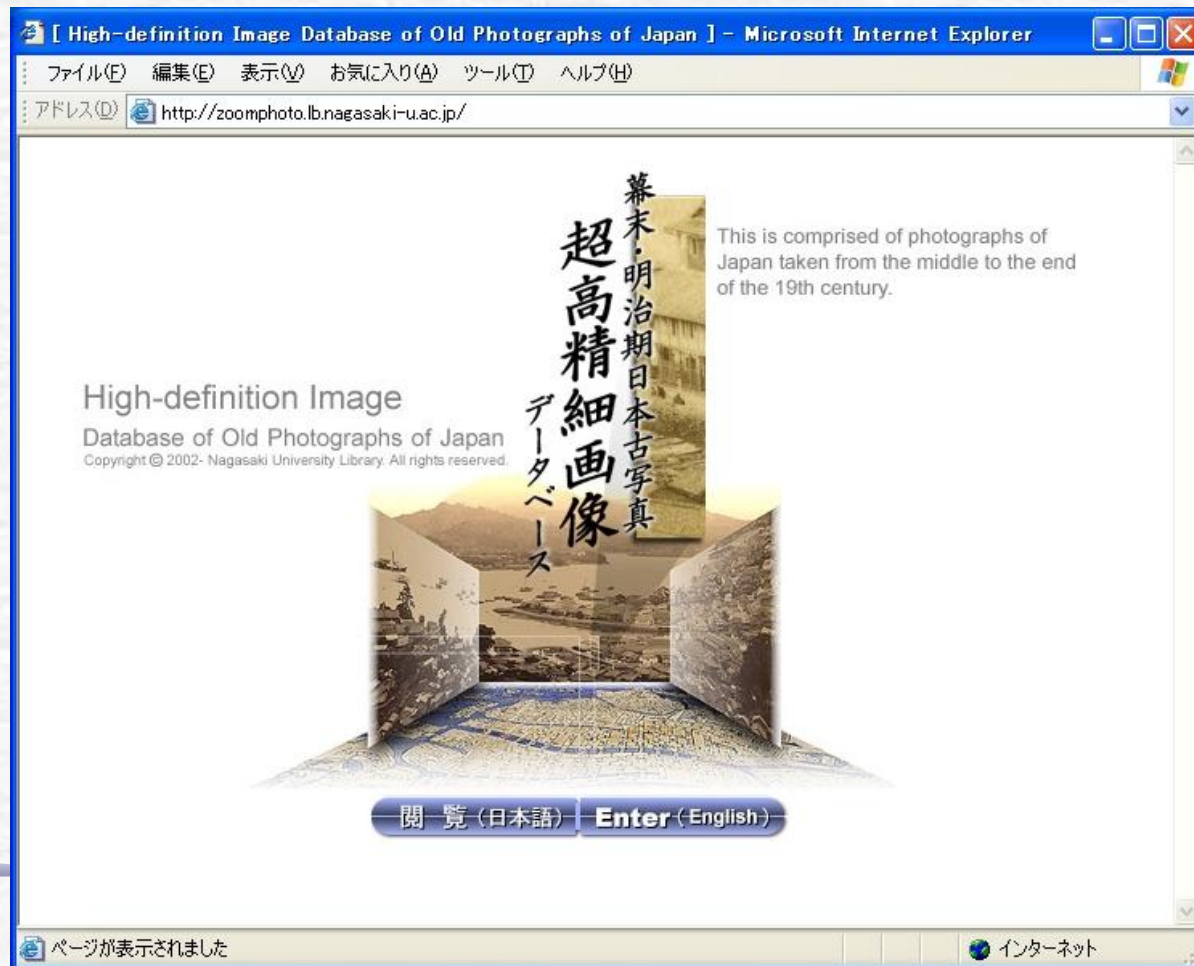 [ High-definition Image Database of Old Photographs of Japan ] - Microsoft Internet Explorer
ファイル(F) 編集(E) 表示(V) お気に入り(A) ツール(T) ヘルプ(H)
アドレス(D) http://zoomphoto.lb.nagasaki-u.ac.jp/
幕末・明治期日本古写真
超高精細画像
データベース
This is comprised of photographs of
Japan taken from the middle to the end
of the 19th century.
High-definition Image
Database of Old Photographs of Japan
Copyright © 2002- Nagasaki University Library. All rights reserved.
閲 覧 (日本語) Enter (English)
ページが表示されました インターネット